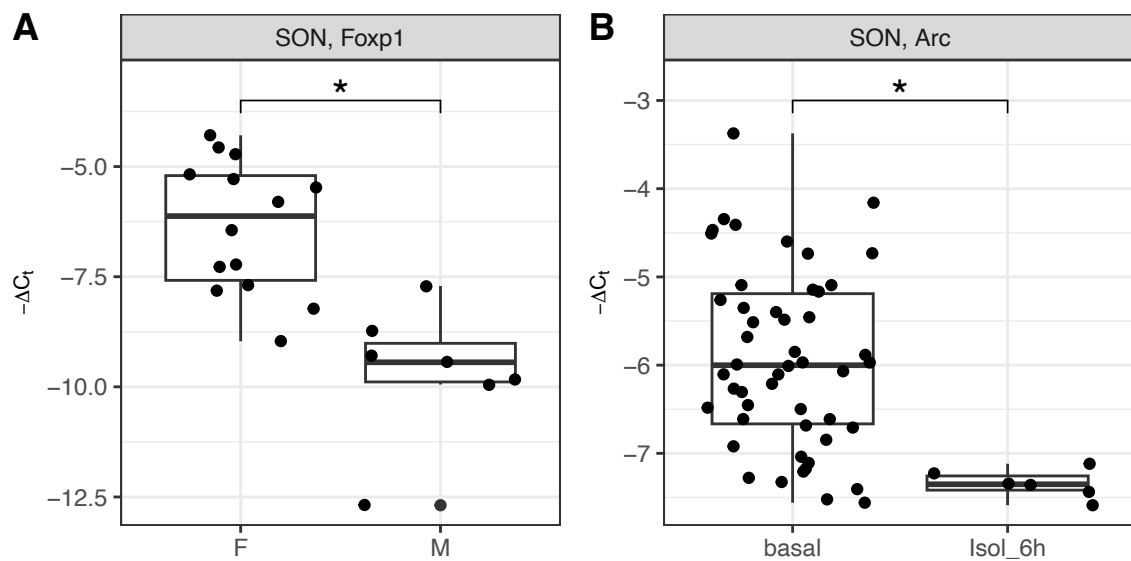 A
SON, Foxp1
*
−5.0
−7.5
−10.0
−12.5
-ΔCt
F
M
B
SON, Arc
*
−3
−4
−5
−6
−7
-ΔCt
basal
Isol_6h